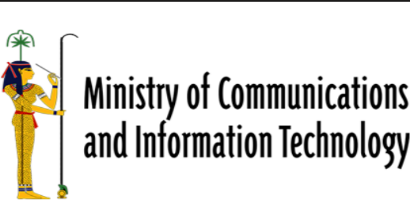 Ministry of Communications
and Information Technology